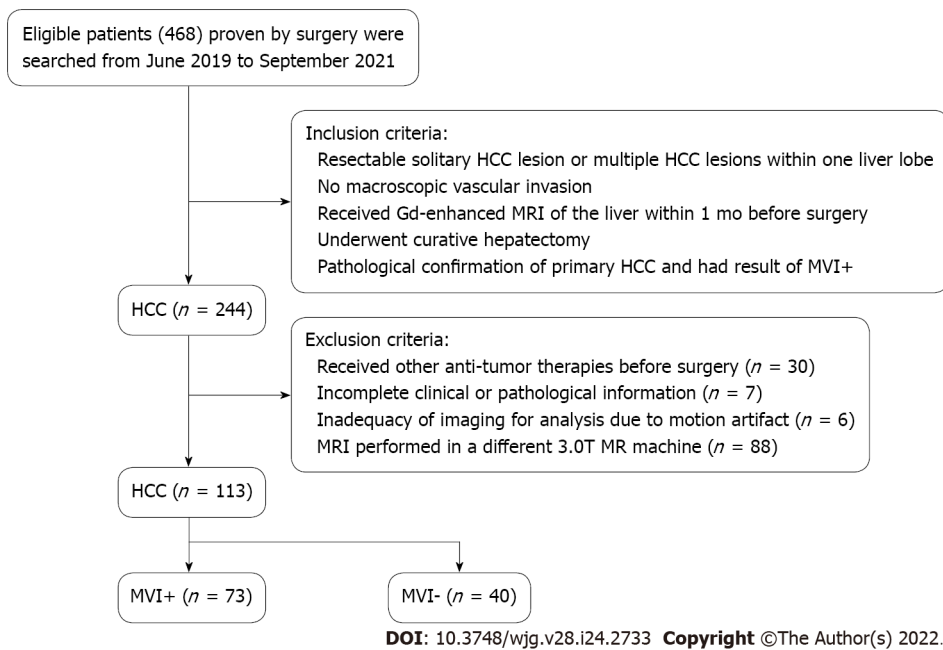 Eligible patients (468) proven by surgery were
searched from June 2019 to September 2021
Inclusion criteria:
Resectable solitary HCC lesion or multiple HCC lesions within one liver lobe
No macroscopic vascular invasion
Received Gd-enhanced MRI of the liver within 1 mo before surgery
Underwent curative hepatectomy
Pathological confirmation of primary HCC and had result of MVI+
HCC (n = 244)
Exclusion criteria:
Received other anti-tumor therapies before surgery (n = 30)
Incomplete clinical or pathological information (n = 7)
Inadequacy of imaging for analysis due to motion artifact (n = 6)
MRI performed in a different 3.0T MR machine (n = 88)
HCC (n = 113)
MVI+ (n = 73)
MVI- (n = 40)
DOI: 10.3748/wjg.v28.i24.2733 Copyright ©The Author(s) 2022.